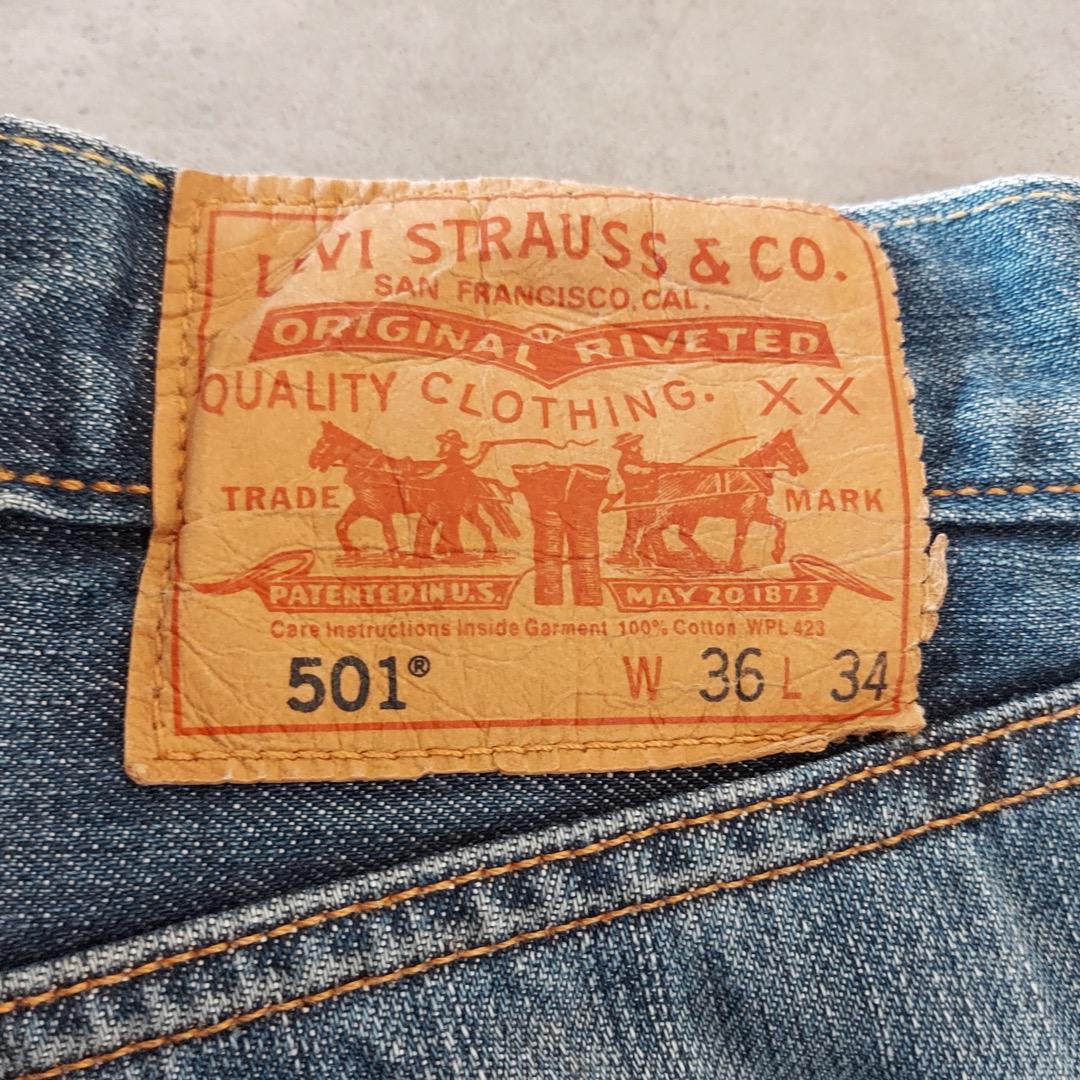 LEVI STRAUSS & CO.
SAN FRANCISCO, CAL.
ORIGINAL RIVETED
QUALITY CLOTHING. XX
TRADE MARK
PATENTED IN U.S. MAY 20 1873
Care Instructions Inside Garment 100% Cotton WPL 423
501® W 36 L 34